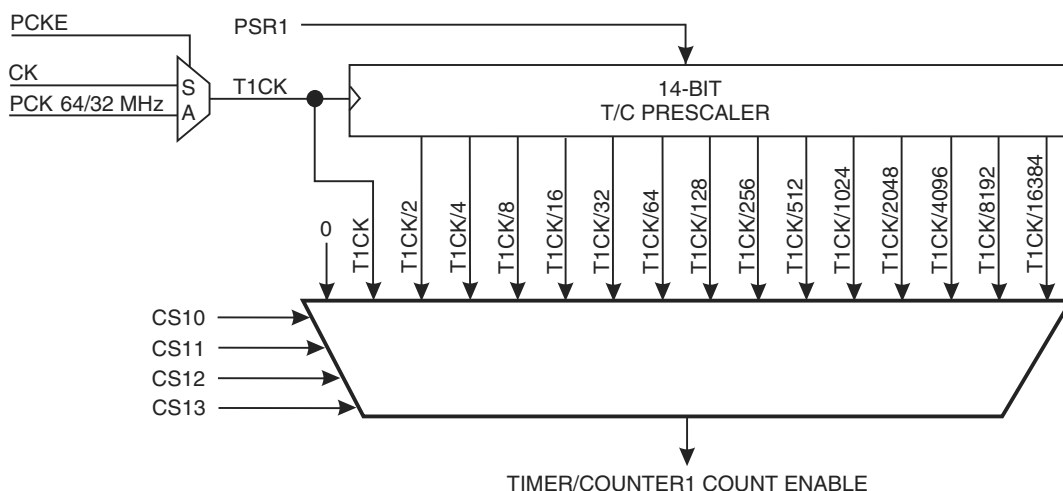 PCKE
PSR1
CK
PCK 64/32 MHz
S
A
T1CK
14-BIT
T/C PRESCALER
0
T1CK
T1CK/2
T1CK/4
T1CK/8
T1CK/16
T1CK/32
T1CK/64
T1CK/128
T1CK/256
T1CK/512
T1CK/1024
T1CK/2048
T1CK/4096
T1CK/8192
T1CK/16384
CS10
CS11
CS12
CS13
TIMER/COUNTER1 COUNT ENABLE